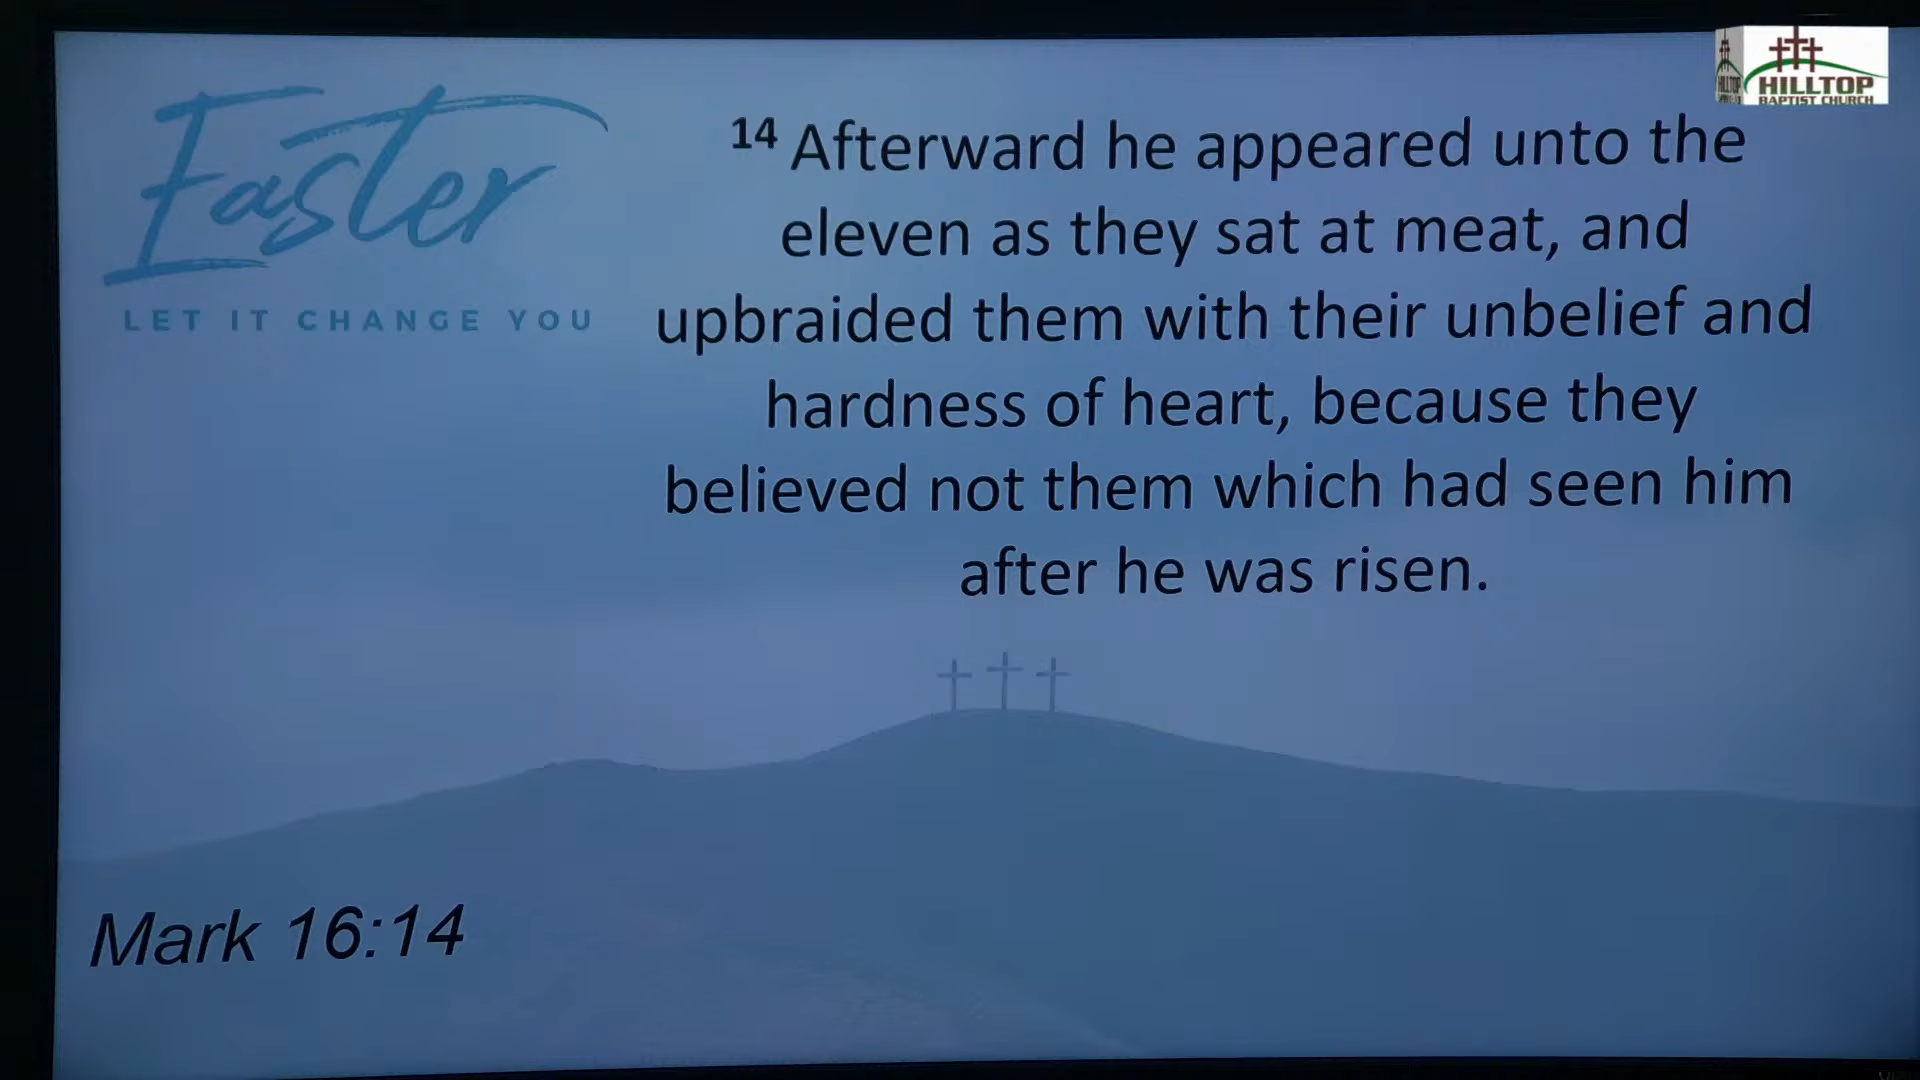 Easter
LET IT CHANGE YOU
14 Afterward he appeared unto the
eleven as they sat at meat, and
upbraided them with their unbelief and
hardness of heart, because they
believed not them which had seen him
after he was risen.
Mark 16:14
HILLTOP
BAPTIST CHURCH